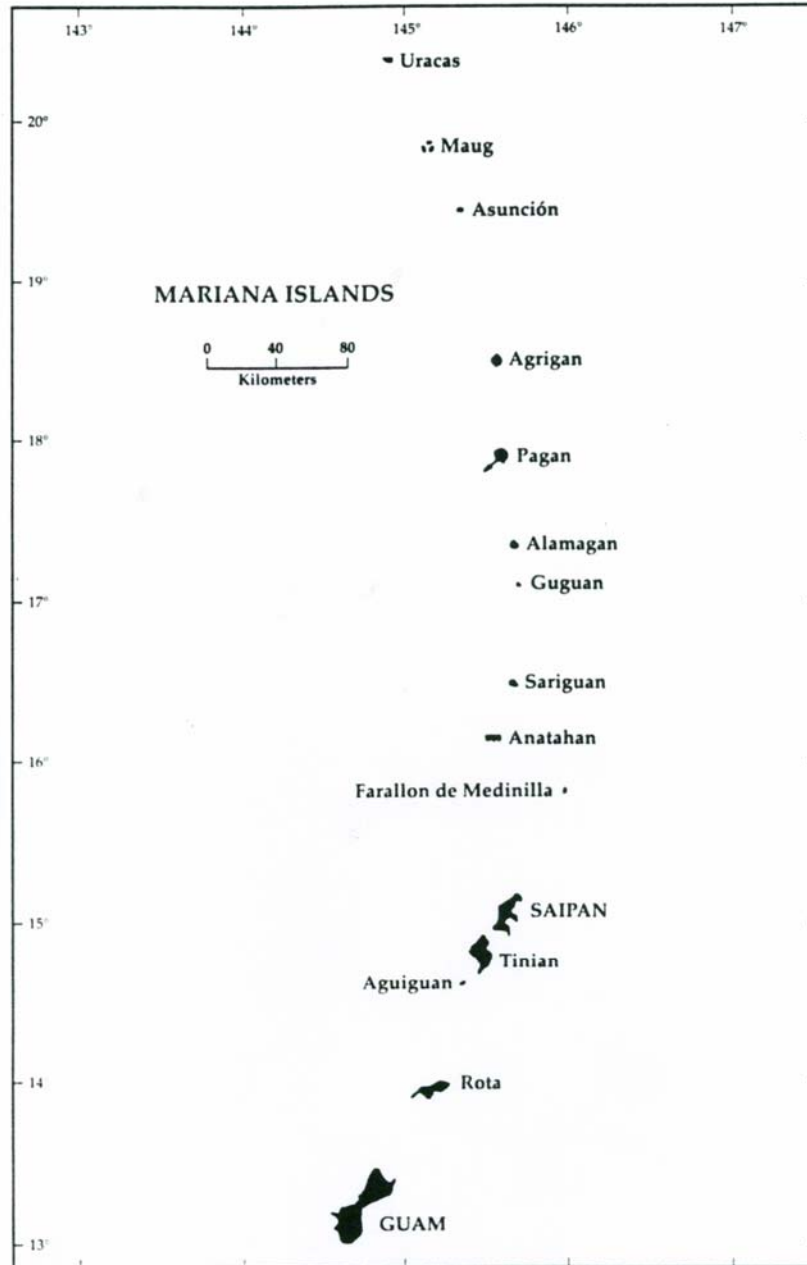 143° 144° 145° 146° 147°
Uracas
20°
Maug
Asunción
19°
MARIANA ISLANDS
0 40 80
Kilometers
Agrigan
18°
Pagan
Alamagan
Guguan
17°
Sariguan
Anatahan
16°
Farallon de Medinilla
SAIPAN
15°
Tinian
Aguiguan
14
Rota
GUAM
13°